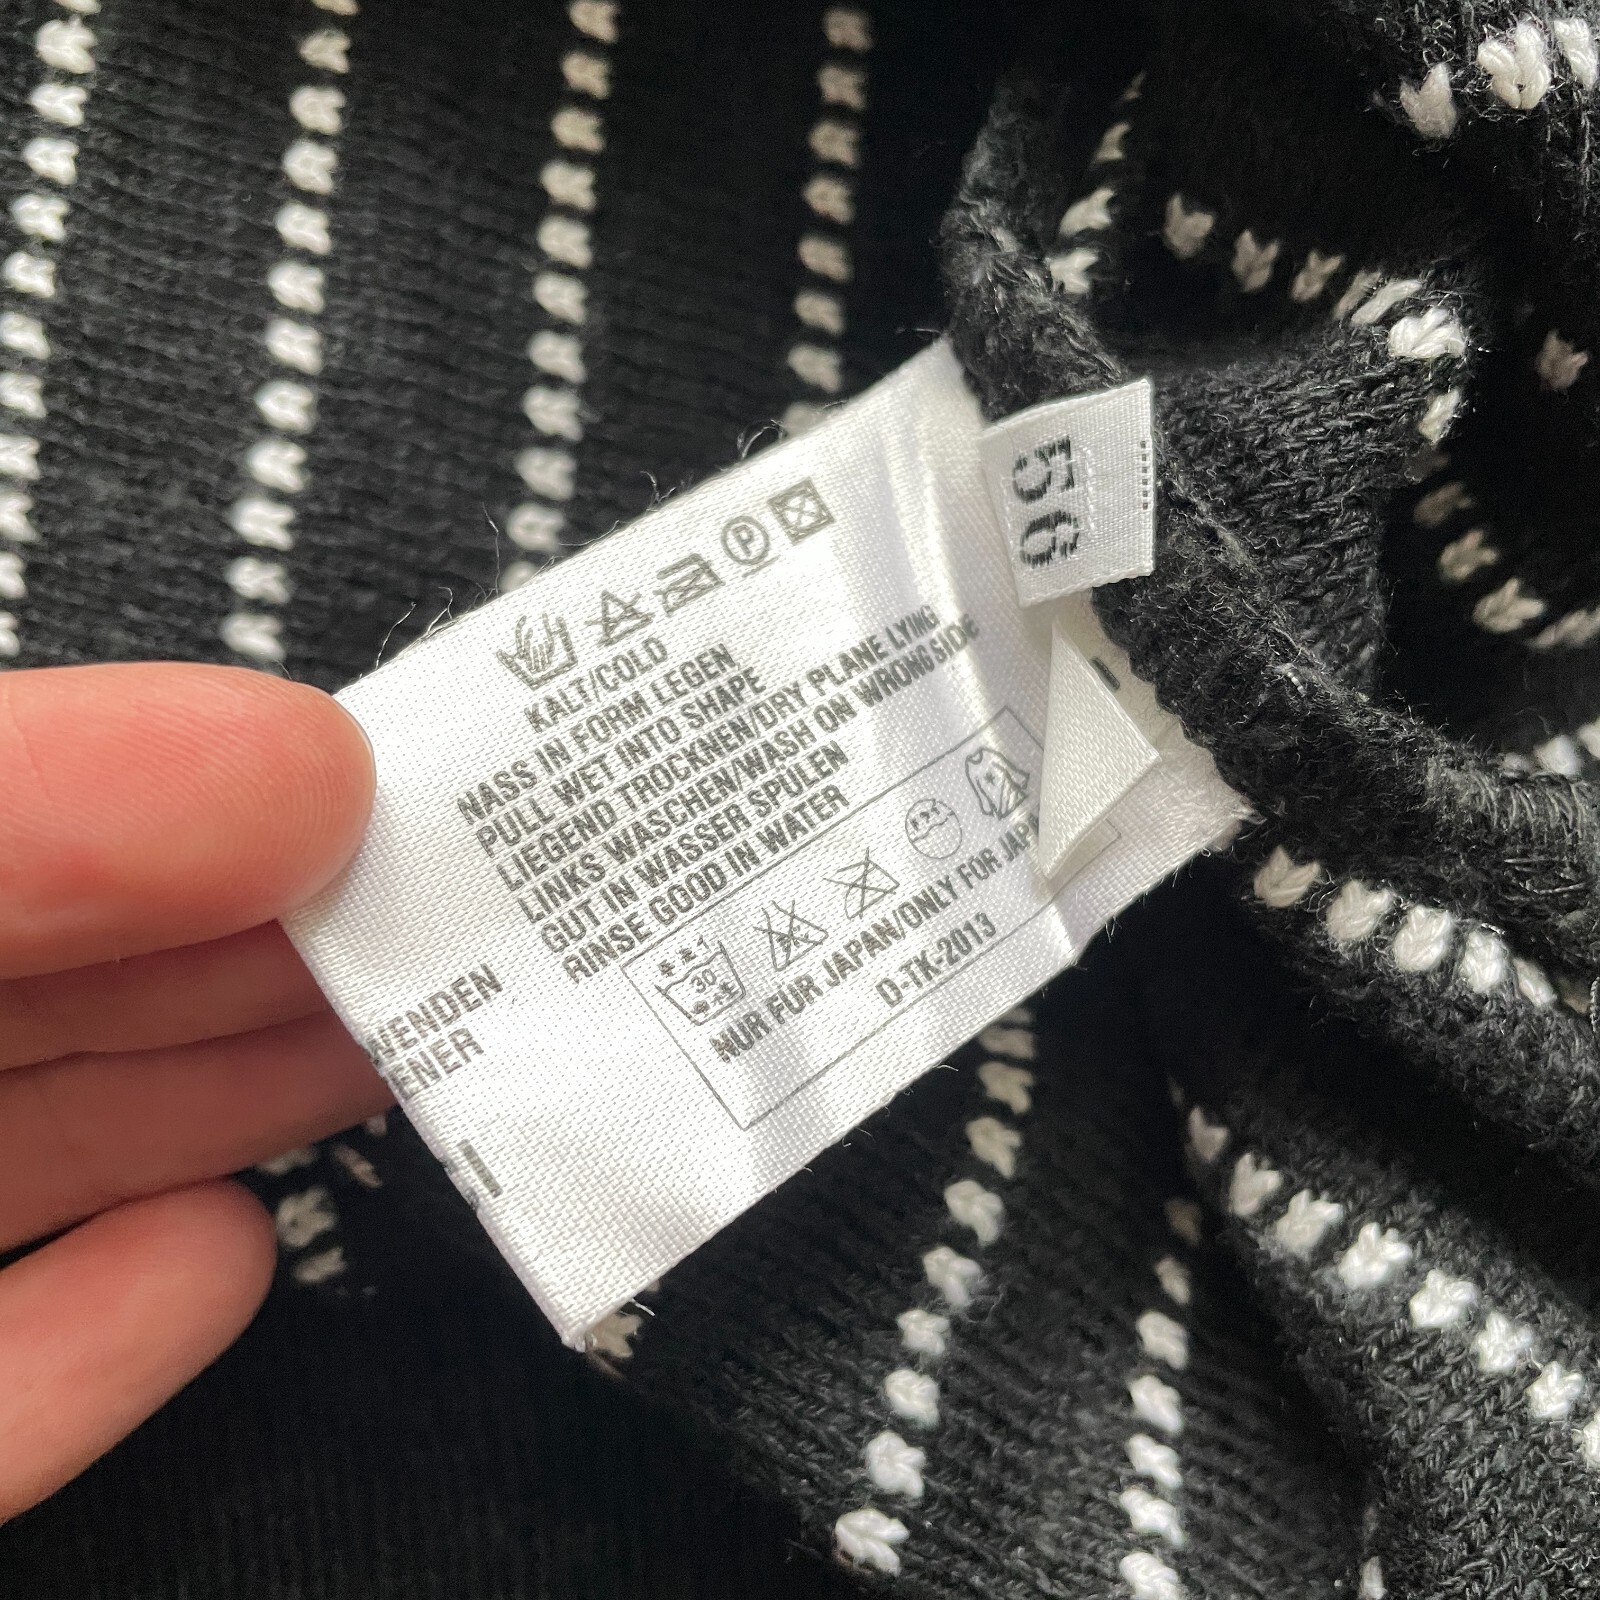 56
P
KALT/COLD
NASS IN FORM LEGEN
PULL WET INTO SHAPE
LIEGEND TROCKNEN/DRY PLANE LYING
LINKS WASCHEN/WASH ON WRONG SIDE
GUT IN WASSER SPÜLEN
RINSE GOOD IN WATER
30
NUR FÜR JAPAN/ONLY FOR JAPA
D-TK-2013
WENDEN
ENER